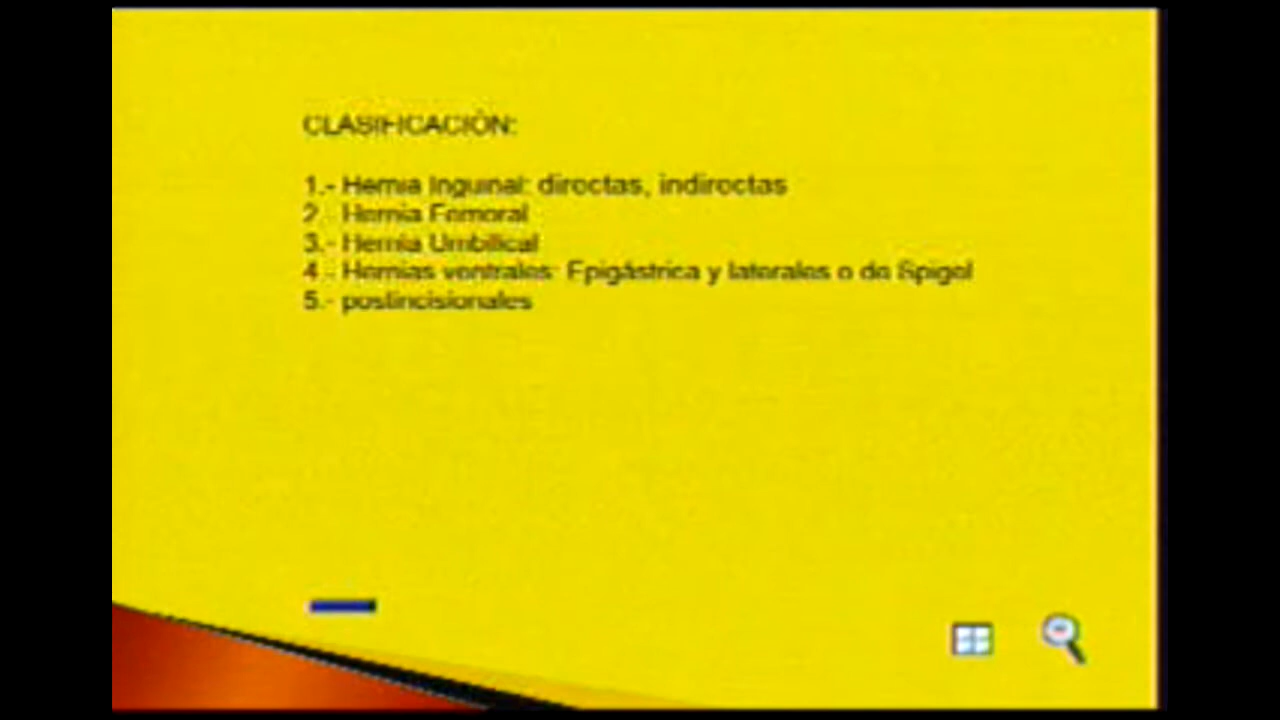 CLASIFICACIÓN:
1.- Hernia Inguinal: directas, indirectas
2.- Hernia Femoral
3.- Hernia Umbilical
4.- Hernias ventrales: Epigástrica y laterales o de Spigel
5.- postincisionales